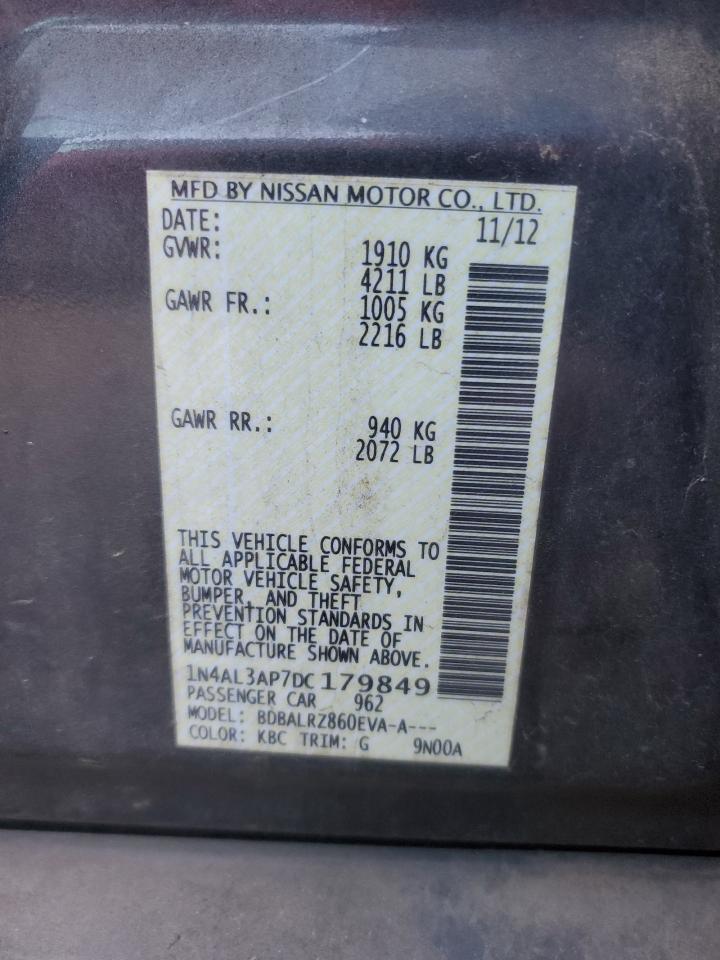 MFD BY NISSAN MOTOR CO., LTD.
DATE: 11/12
GVWR: 1910 KG
4211 LB
GAWR FR.: 1005 KG
2216 LB
GAWR RR.: 940 KG
2072 LB
THIS VEHICLE CONFORMS TO
ALL APPLICABLE FEDERAL
MOTOR VEHICLE SAFETY,
BUMPER, AND THEFT
PREVENTION STANDARDS IN
EFFECT ON THE DATE OF
MANUFACTURE SHOWN ABOVE.
1N4AL3AP7DC179849
PASSENGER CAR 962
MODEL: BDBALRZ860EVA-A---
COLOR: KBC TRIM: G 9N00A